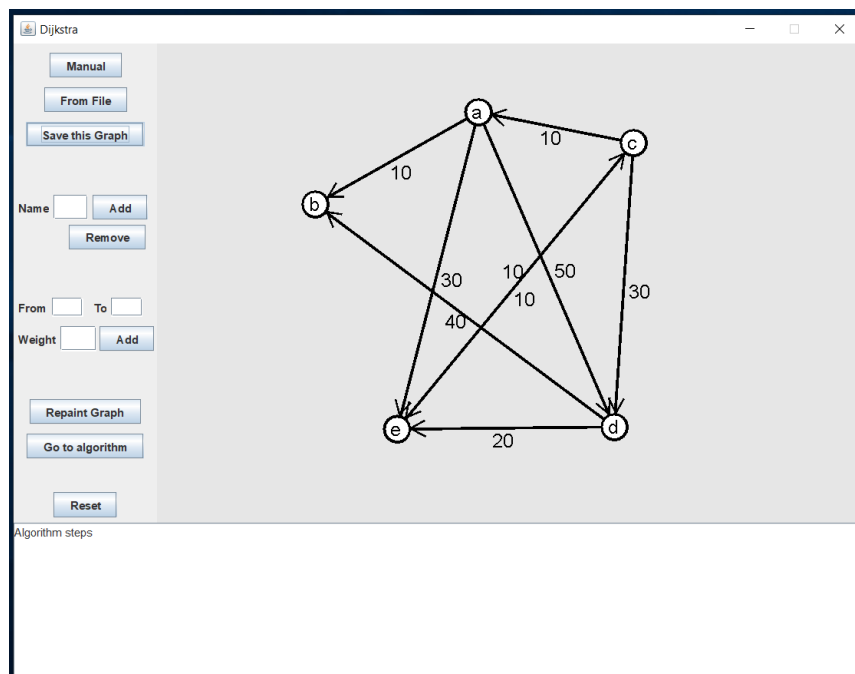 Dijkstra
Manual
From File
Save this Graph
Name Add
Remove
From To
Weight Add
Repaint Graph
Go to algorithm
Reset
a
c
10
10
b
30
10
50
10
30
40
e
d
20
Algorithm steps